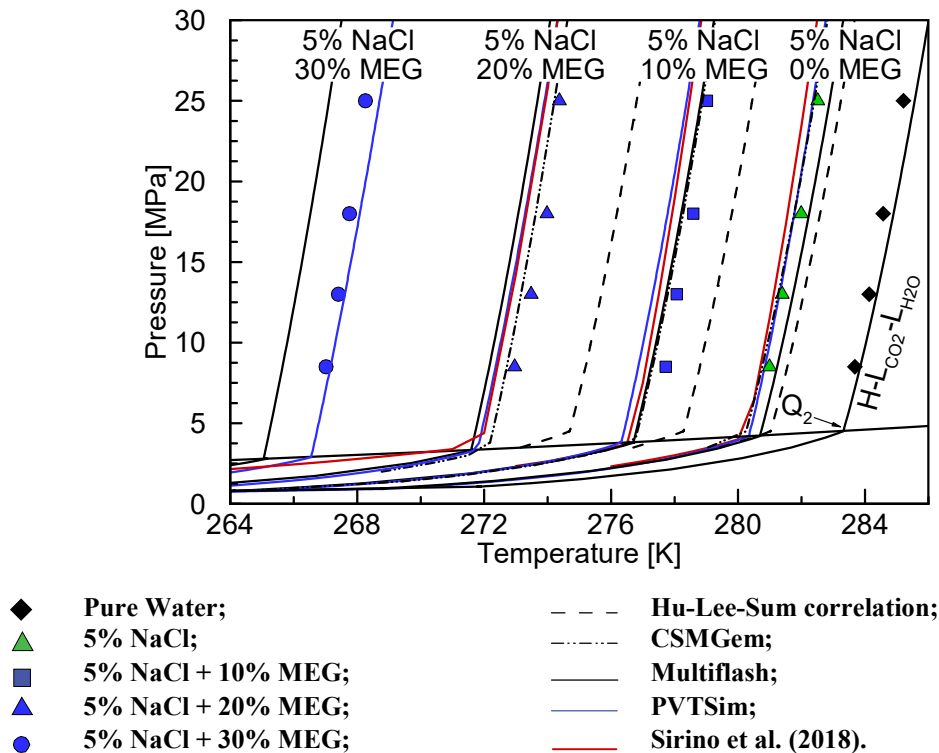 30
25
20
15
10
5
0
Pressure [MPa]
5% NaCl 5% NaCl 5% NaCl 5% NaCl
30% MEG 20% MEG 10% MEG 0% MEG
Q2
H-LCO2-LH2O
264 268 272 276 280 284
Temperature [K]
Pure Water; Hu-Lee-Sum correlation;
5% NaCl; CSMGem;
5% NaCl + 10% MEG; Multiflash;
5% NaCl + 20% MEG; PVTSim;
5% NaCl + 30% MEG; Sirino et al. (2018).